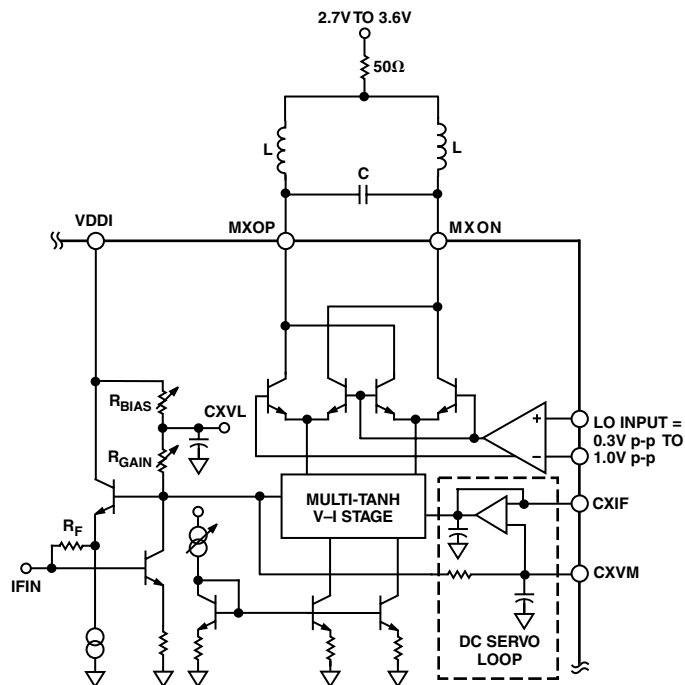 2.7V TO 3.6V
50Ω
L
L
C
VDDI
MXOP
MXON
RBIAS
CXVL
RGAIN
+
−
LO INPUT =
0.3V p-p TO
1.0V p-p
MULTI-TANH
V–I STAGE
CXIF
RF
IFIN
CXVM
DC SERVO
LOOP